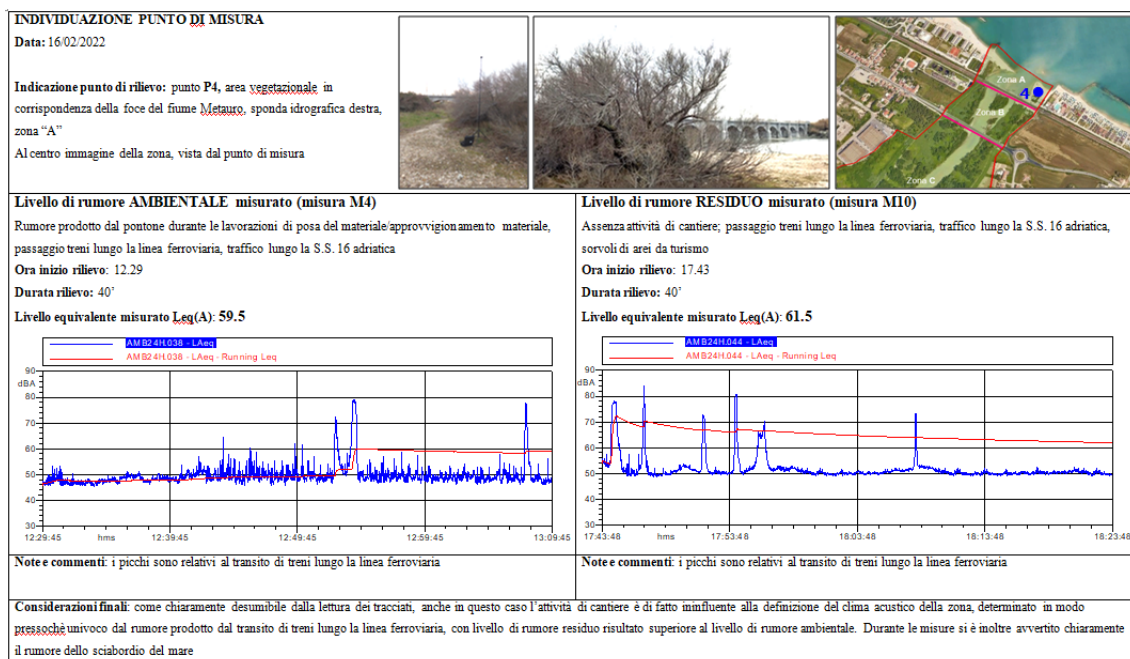 INDIVIDUAZIONE PUNTO DI MISURA
Data: 16/02/2022
Indicazione punto di rilievo: punto P4, area vegetazionale in
corrispondenza della foce del fiume Metauro, sponda idrografica destra,
zona “A”
Al centro immagine della zona, vista dal punto di misura
Zona A
4
Zona B
Zona C
Livello di rumore AMBIENTALE misurato (misura M4)
Rumore prodotto dal pontone durante le lavorazioni di posa del materiale/approvvigionamento materiale,
passaggio treni lungo la linea ferroviaria, traffico lungo la S.S. 16 adriatica
Ora inizio rilievo: 12.29
Durata rilievo: 40’
Livello equivalente misurato Leq(A): 59.5
AMB24H.038 - LAeq
AMB24H.038 - LAeq - Running Leq
90
dBA
80
70
60
50
40
30
12:29:45 hms 12:39:45 12:49:45 12:59:45 13:09:45
Note e commenti: i picchi sono relativi al transito di treni lungo la linea ferroviaria
Livello di rumore RESIDUO misurato (misura M10)
Assenza attività di cantiere; passaggio treni lungo la linea ferroviaria, traffico lungo la S.S. 16 adriatica,
sorvoli di arei da turismo
Ora inizio rilievo: 17.43
Durata rilievo: 40’
Livello equivalente misurato Leq(A): 61.5
AMB24H.044 - LAeq
AMB24H.044 - LAeq - Running Leq
90
dBA
80
70
60
50
40
30
17:43:48 hms 17:53:48 18:03:48 18:13:48 18:23:48
Note e commenti: i picchi sono relativi al transito di treni lungo la linea ferroviaria
Considerazioni finali: come chiaramente desumibile dalla lettura dei tracciati, anche in questo caso l’attività di cantiere è di fatto ininfluente alla definizione del clima acustico della zona, determinato in modo
pressochè univoco dal rumore prodotto dal transito di treni lungo la linea ferroviaria, con livello di rumore residuo risultato superiore al livello di rumore ambientale. Durante le misure si è inoltre avvertito chiaramente
il rumore dello sciabordio del mare